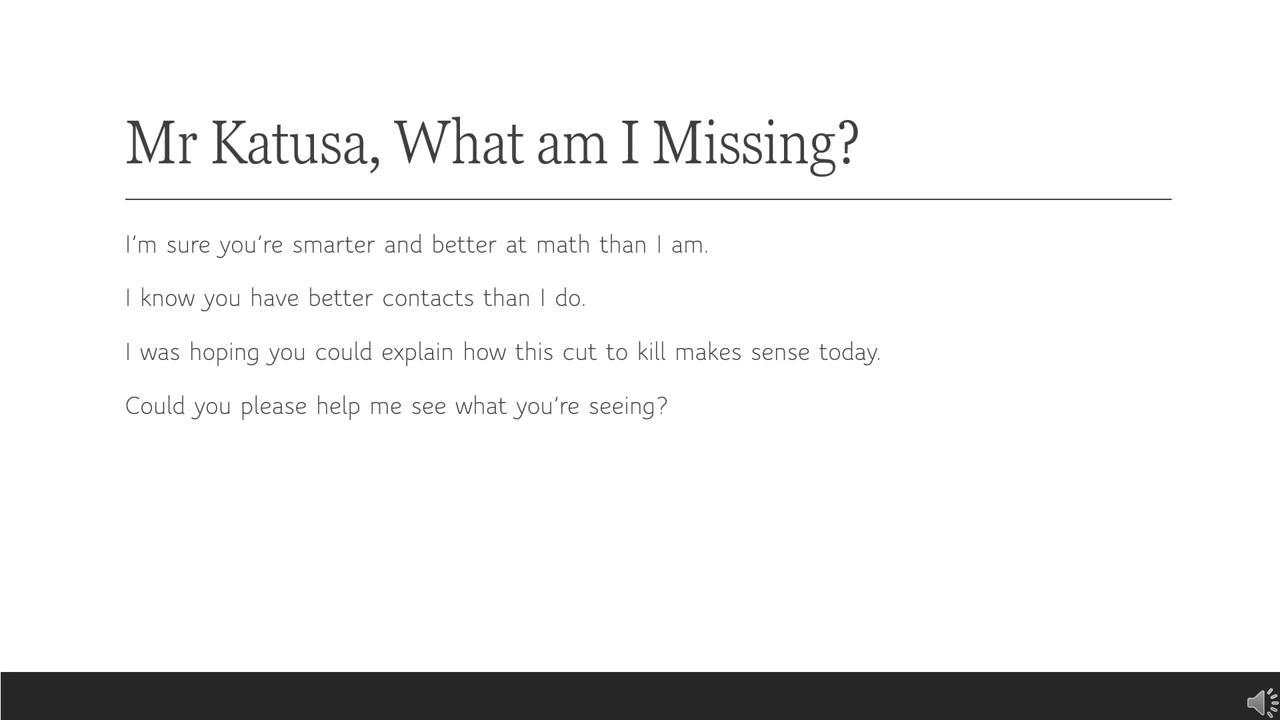 Mr Katusa, What am I Missing?
I'm sure you're smarter and better at math than I am.
I know you have better contacts than I do.
I was hoping you could explain how this cut to kill makes sense today.
Could you please help me see what you're seeing?